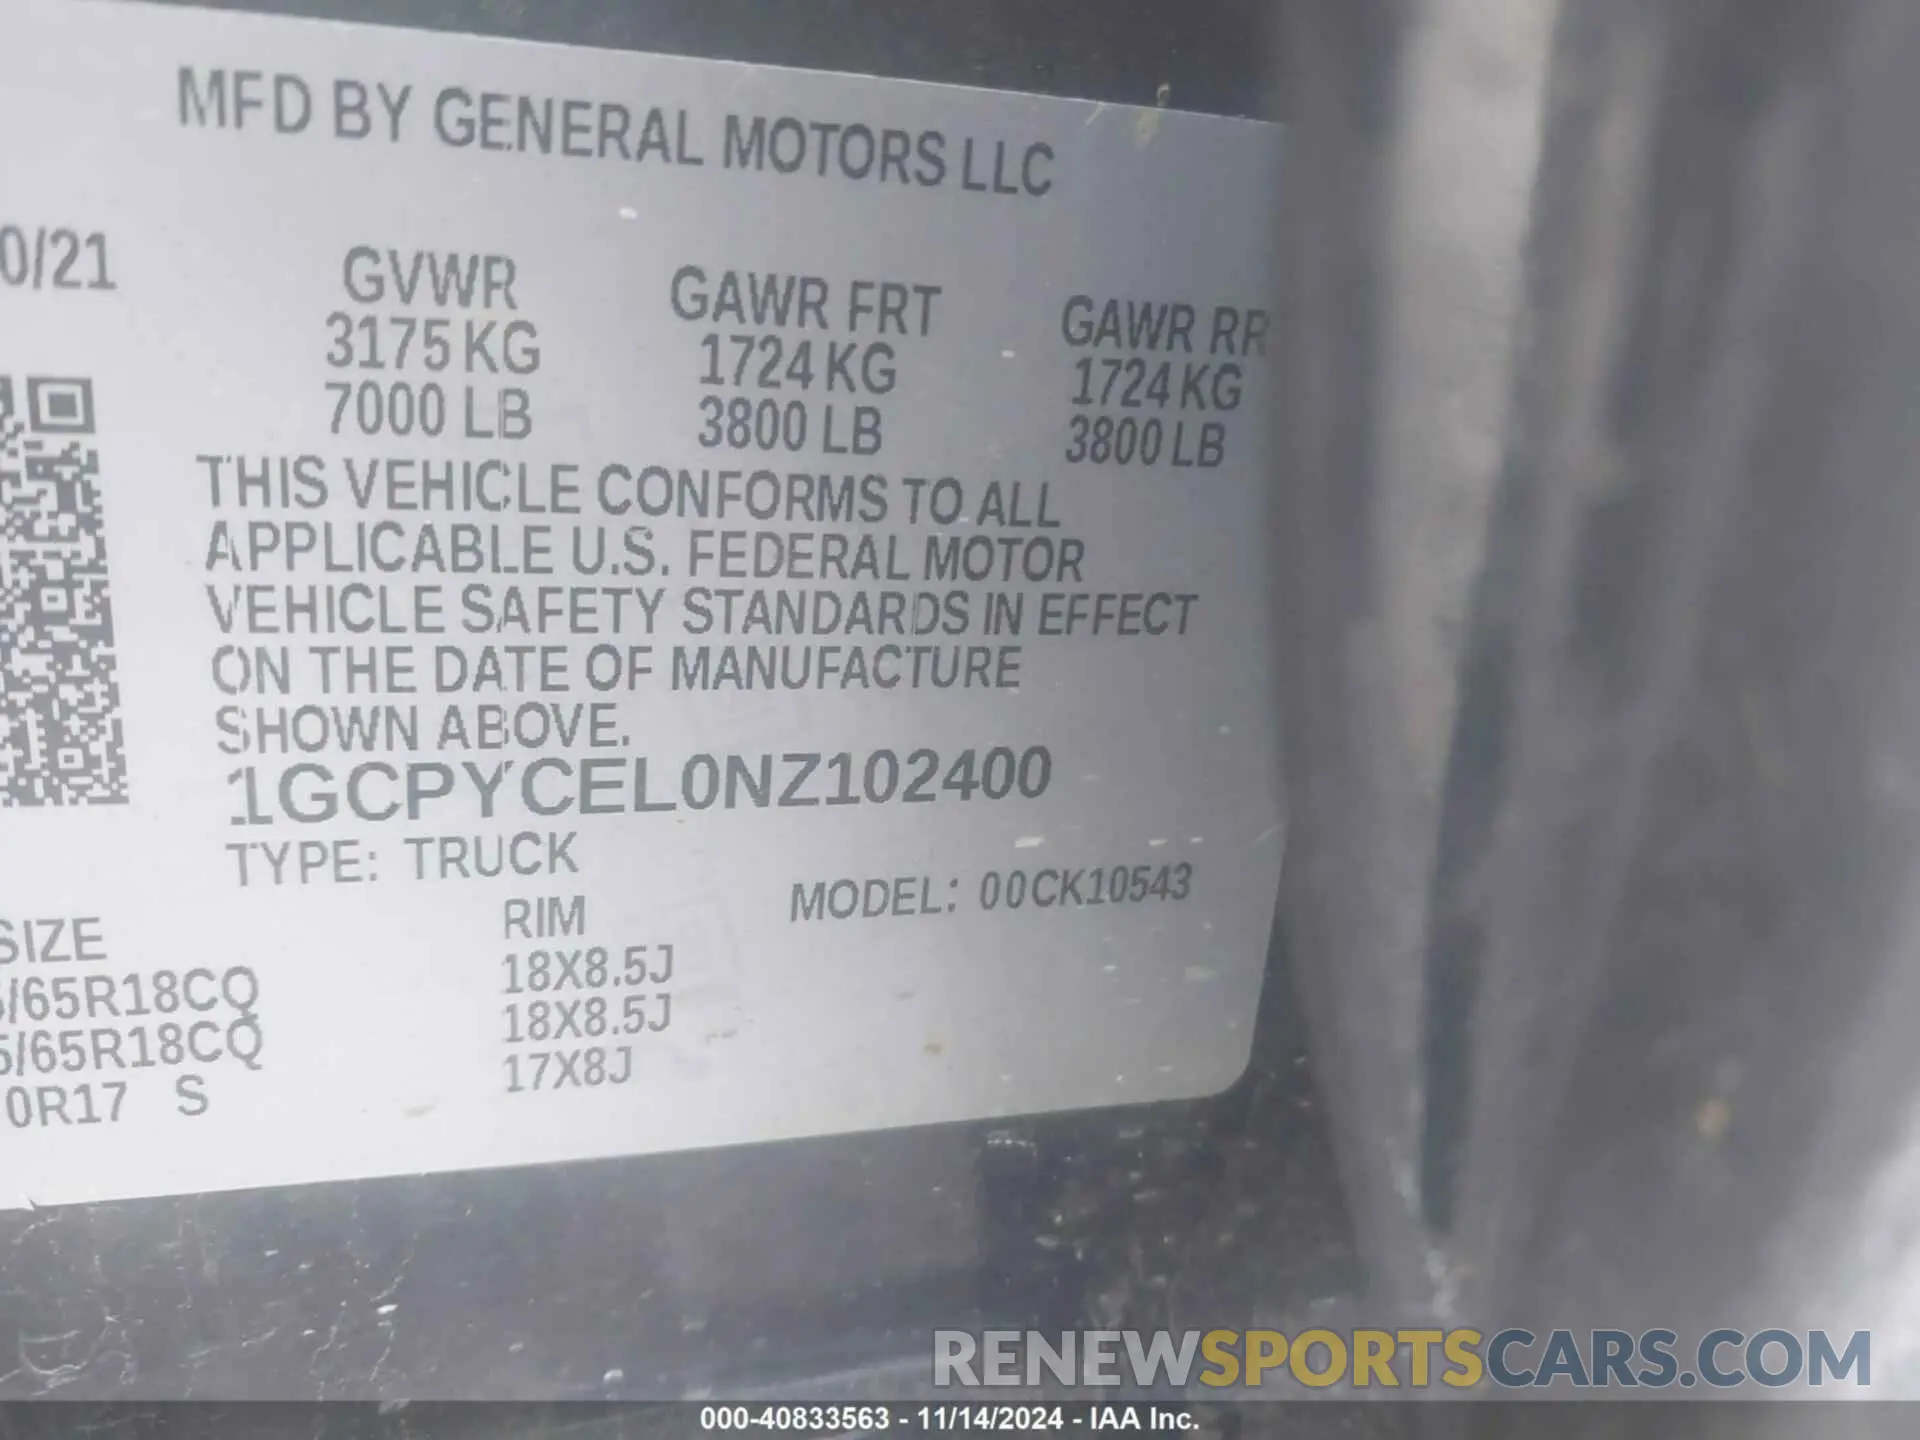 MFD BY GENERAL MOTORS LLC
0/21
GVWR GAWR FRT GAWR RR
3175 KG 1724 KG 1724 KG
7000 LB 3800 LB 3800 LB
THIS VEHICLE CONFORMS TO ALL
APPLICABLE U.S. FEDERAL MOTOR
VEHICLE SAFETY STANDARDS IN EFFECT
ON THE DATE OF MANUFACTURE
SHOWN ABOVE.
1GCPYCEL0NZ102400
TYPE: TRUCK
MODEL: 00CK10543
SIZE RIM
5/65R18CQ 18X8.5J
5/65R18CQ 18X8.5J
0R17 S 17X8J
RENEWSPORTSCARS.COM
000-40833563 - 11/14/2024 - IAA Inc.